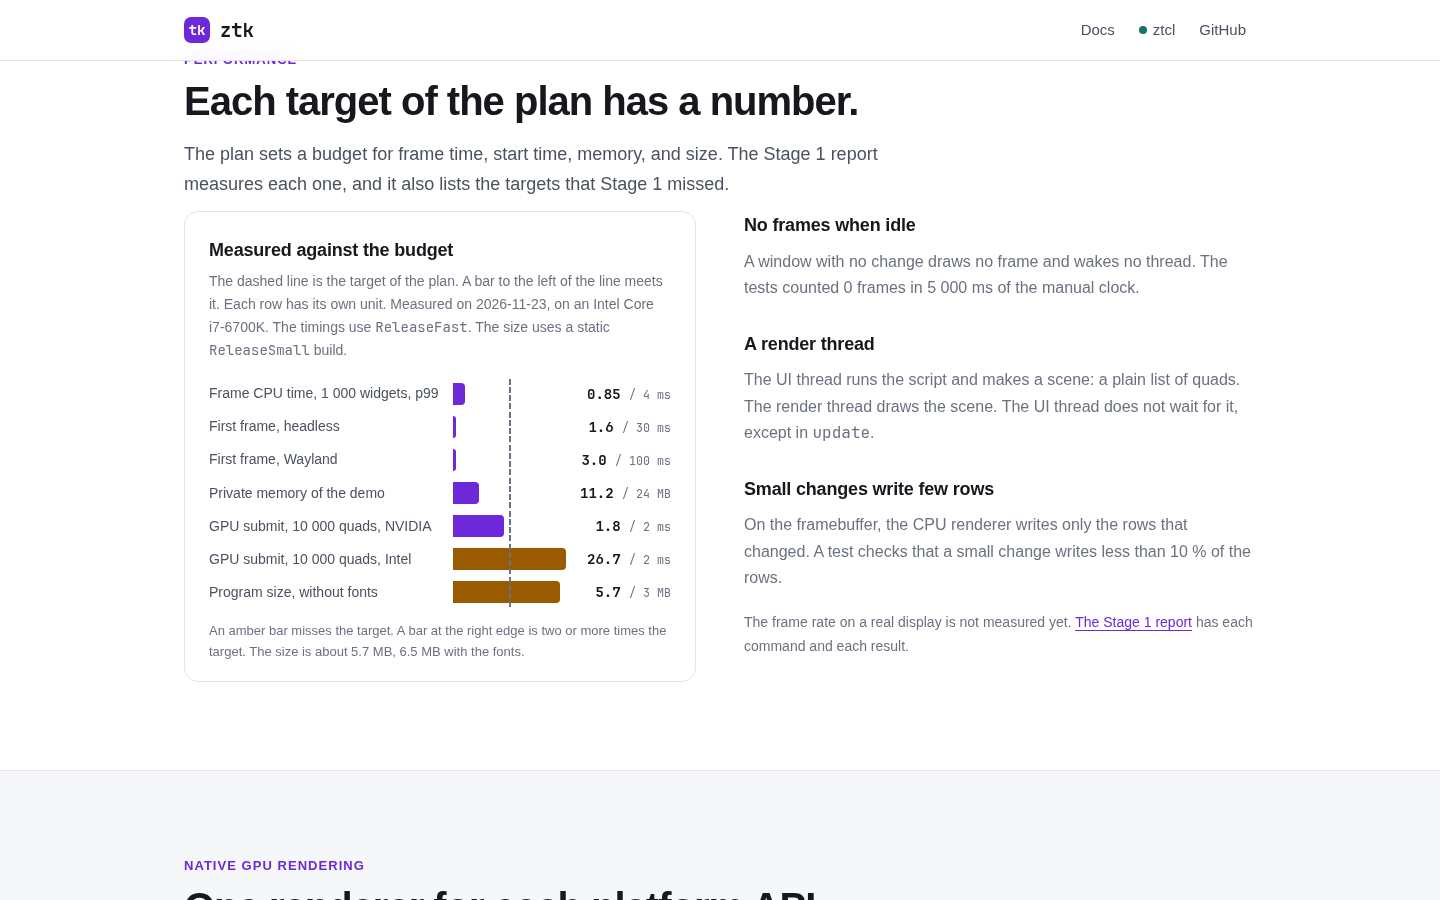 tk ztk
Docs ztcl GitHub
PERFORMANCE
Each target of the plan has a number.
The plan sets a budget for frame time, start time, memory, and size. The Stage 1 report
measures each one, and it also lists the targets that Stage 1 missed.
Measured against the budget
The dashed line is the target of the plan. A bar to the left of the line meets
it. Each row has its own unit. Measured on 2026-11-23, on an Intel Core
i7-6700K. The timings use ReleaseFast. The size uses a static
ReleaseSmall build.
Frame CPU time, 1 000 widgets, p99 0.85 / 4 ms
First frame, headless 1.6 / 30 ms
First frame, Wayland 3.0 / 100 ms
Private memory of the demo 11.2 / 24 MB
GPU submit, 10 000 quads, NVIDIA 1.8 / 2 ms
GPU submit, 10 000 quads, Intel 26.7 / 2 ms
Program size, without fonts 5.7 / 3 MB
An amber bar misses the target. A bar at the right edge is two or more times the
target. The size is about 5.7 MB, 6.5 MB with the fonts.
No frames when idle
A window with no change draws no frame and wakes no thread. The
tests counted 0 frames in 5 000 ms of the manual clock.
A render thread
The UI thread runs the script and makes a scene: a plain list of quads.
The render thread draws the scene. The UI thread does not wait for it,
except in update.
Small changes write few rows
On the framebuffer, the CPU renderer writes only the rows that
changed. A test checks that a small change writes less than 10 % of the
rows.
The frame rate on a real display is not measured yet. The Stage 1 report has each
command and each result.
NATIVE GPU RENDERING
One renderer for each platform API